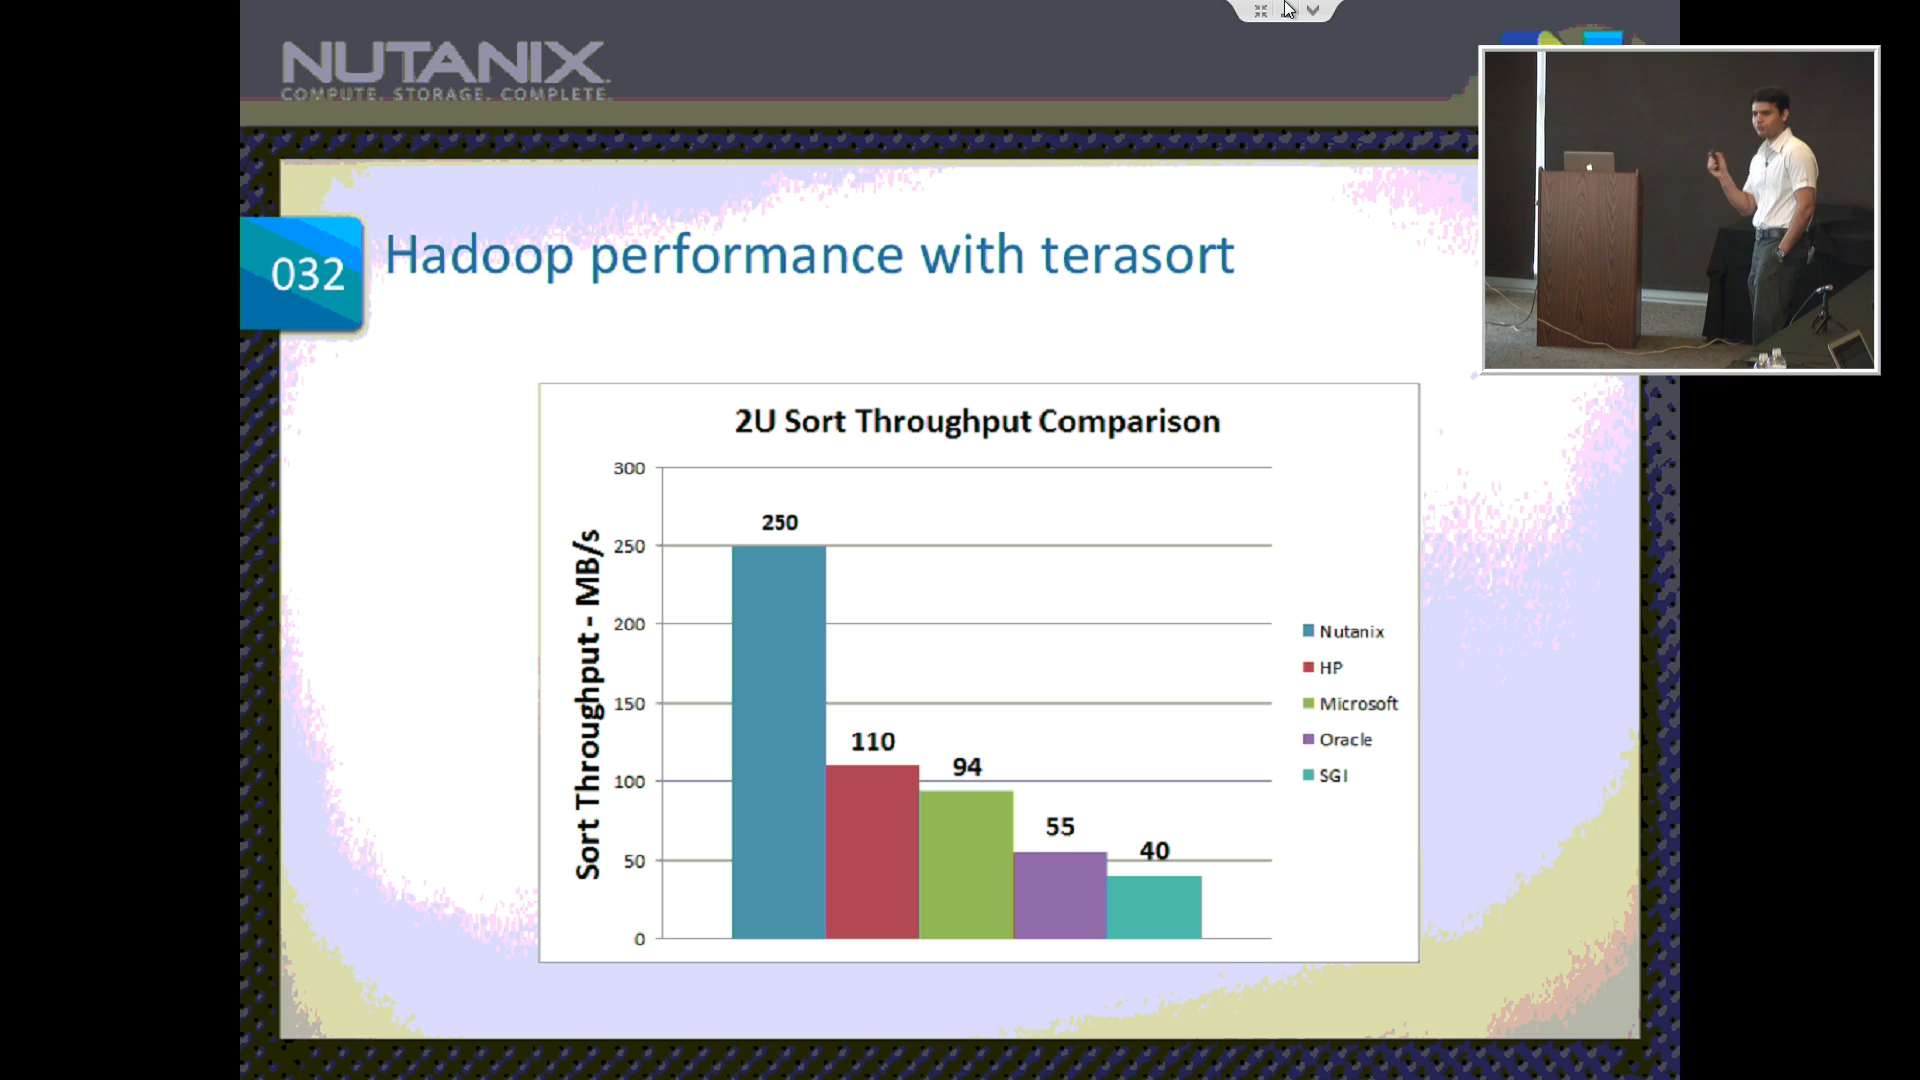 NUTANIX
COMPUTE. STORAGE. COMPLETE.
032
Hadoop performance with terasort
2U Sort Throughput Comparison
Sort Throughput - MB/s
300
250
200
150
100
50
0
250
110
94
55
40
Nutanix
HP
Microsoft
Oracle
SGI